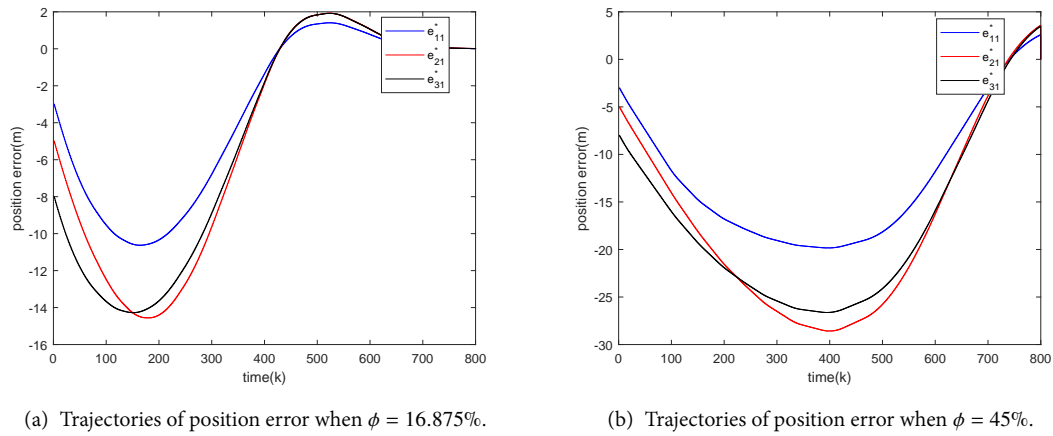 2
0
-2
-4
-6
-8
-10
-12
-14
-16
position error(m)
0 100 200 300 400 500 600 700 800
time(k)
e*11
e*21
e*31
(a) Trajectories of position error when ϕ = 16.875%.
5
0
-5
-10
-15
-20
-25
-30
position error(m)
0 100 200 300 400 500 600 700 800
time(k)
e*11
e*21
e*31
(b) Trajectories of position error when ϕ = 45%.